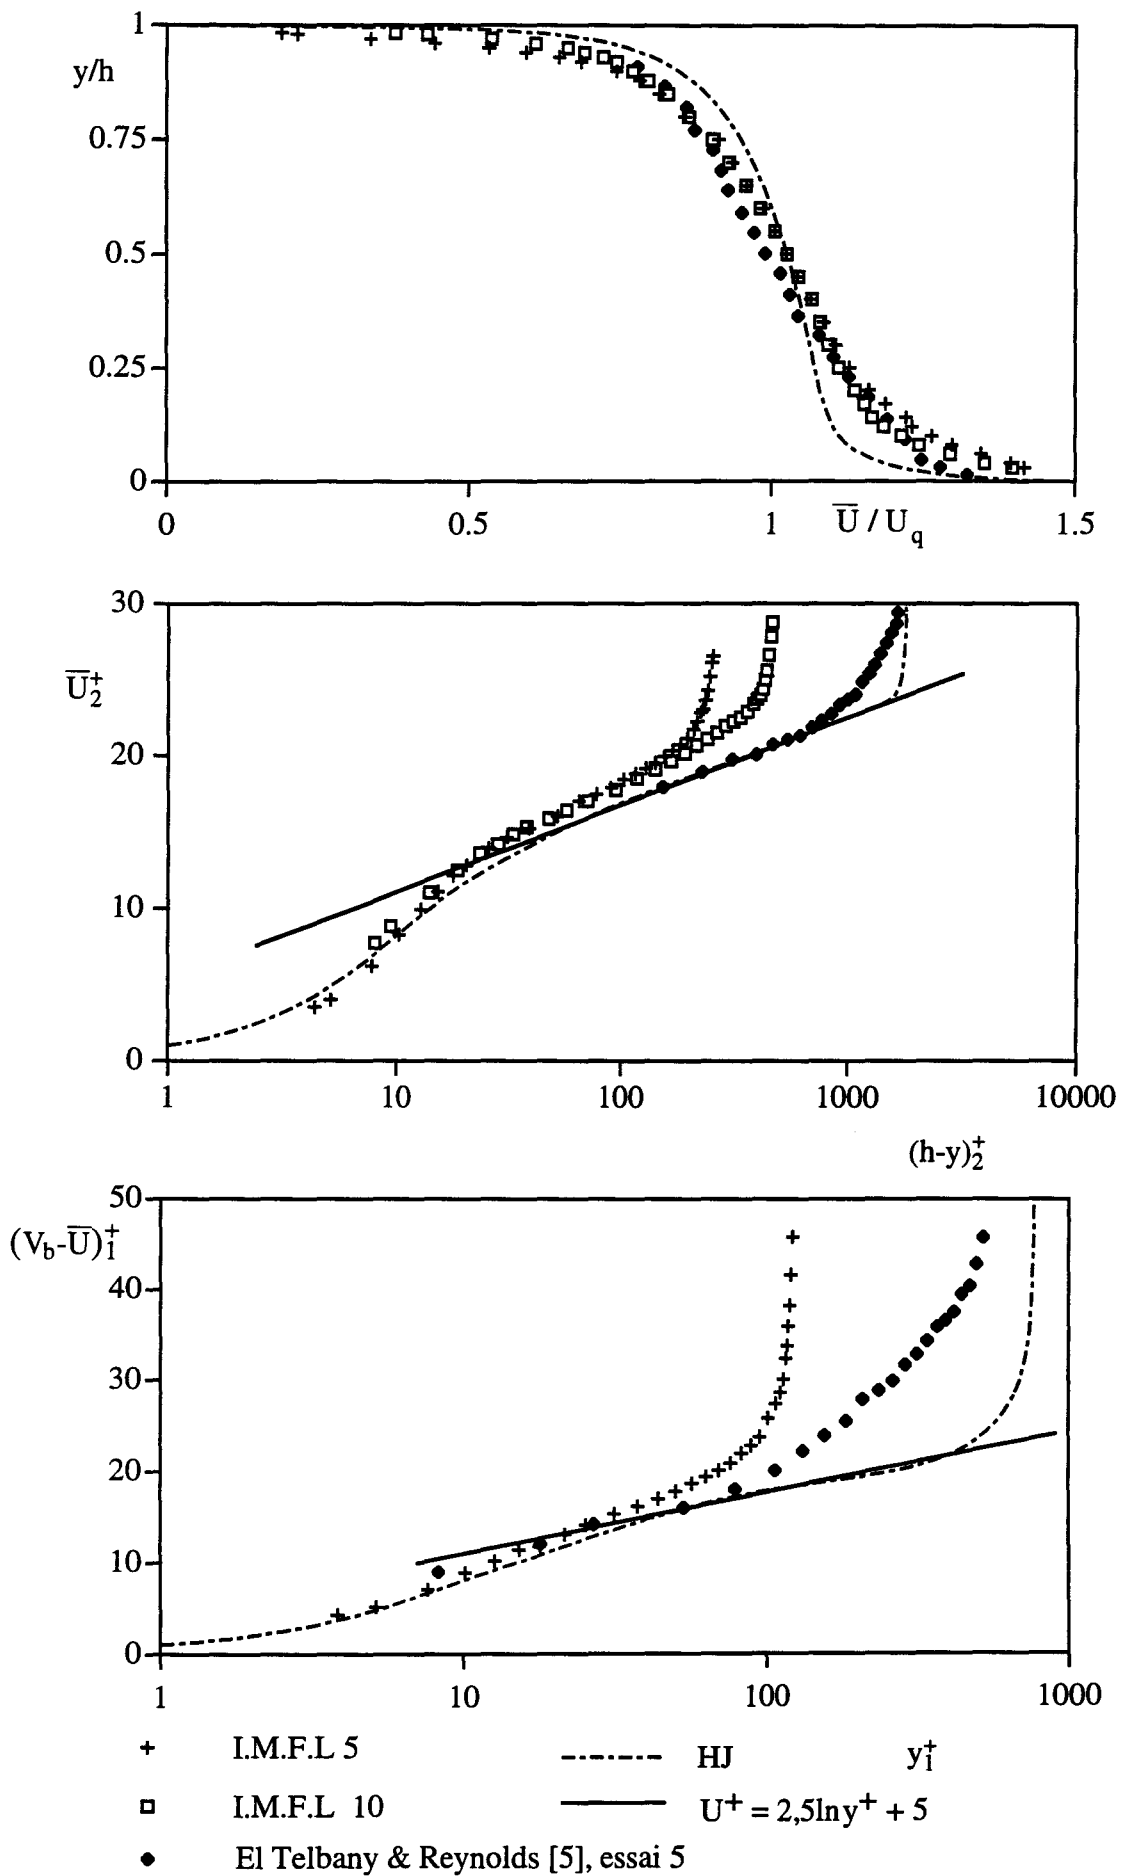 1
y/h
0.75
0.5
0.25
0
0 0.5 1 U̅ / U_q 1.5
30
U̅₂⁺
20
10
0
1 10 100 1000 10000
(h-y)₂⁺
50
(V_b-U̅)₁⁺
40
30
20
10
0
1 10 100 1000
+ I.M.F.L 5 HJ y₁⁺
I.M.F.L 10 U⁺ = 2,5lny⁺ + 5
El Telbany & Reynolds [5], essai 5